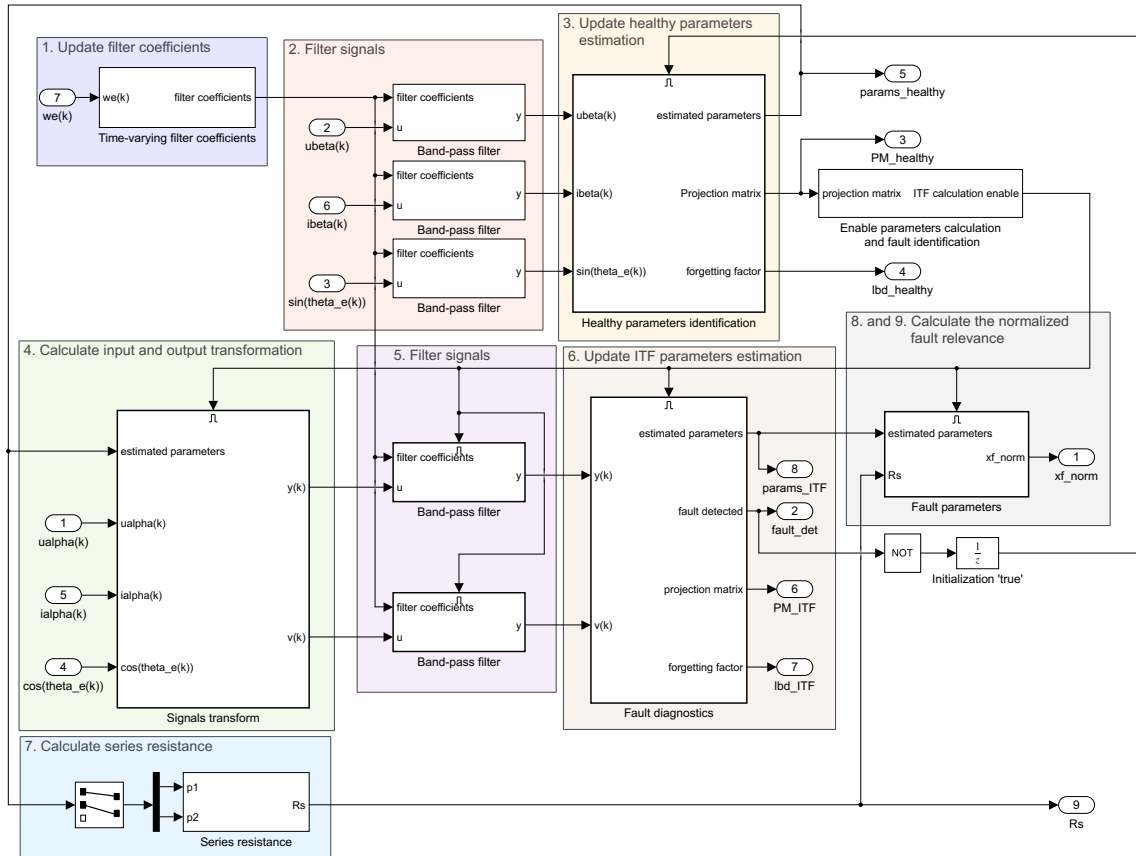 1. Update filter coefficients
7
we(k)
we(k)
filter coefficients
Time-varying filter coefficients
2. Filter signals
2
ubeta(k)
filter coefficients
u
y
Band-pass filter
6
ibeta(k)
filter coefficients
u
y
Band-pass filter
3
sin(theta_e(k))
filter coefficients
u
y
Band-pass filter
3. Update healthy parameters
estimation
ubeta(k)
estimated parameters
ibeta(k)
Projection matrix
sin(theta_e(k))
forgetting factor
Healthy parameters identification
5
params_healthy
3
PM_healthy
projection matrix
ITF calculation enable
Enable parameters calculation
and fault identification
4
lbd_healthy
4. Calculate input and output transformation
estimated parameters
y(k)
1
ualpha(k)
ualpha(k)
5
ialpha(k)
ialpha(k)
v(k)
4
cos(theta_e(k))
cos(theta_e(k))
Signals transform
5. Filter signals
filter coefficients
u
y
Band-pass filter
filter coefficients
u
y
Band-pass filter
6. Update ITF parameters estimation
estimated parameters
y(k)
fault detected
projection matrix
v(k)
forgetting factor
Fault diagnostics
8
params_ITF
2
fault_det
6
PM_ITF
7
lbd_ITF
8. and 9. Calculate the normalized
fault relevance
estimated parameters
xf_norm
Rs
Fault parameters
1
xf_norm
NOT
1
z
Initialization 'true'
7. Calculate series resistance
p1
p2
Rs
Series resistance
9
Rs